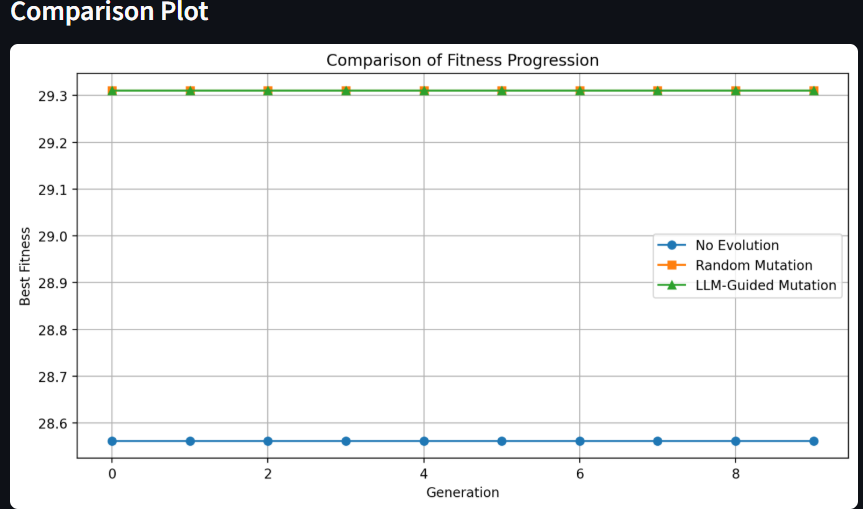 Comparison Plot
Comparison of Fitness Progression
29.3
29.2
29.1
29.0
28.9
28.8
28.7
28.6
Best Fitness
No Evolution
Random Mutation
LLM-Guided Mutation
0 2 4 6 8
Generation